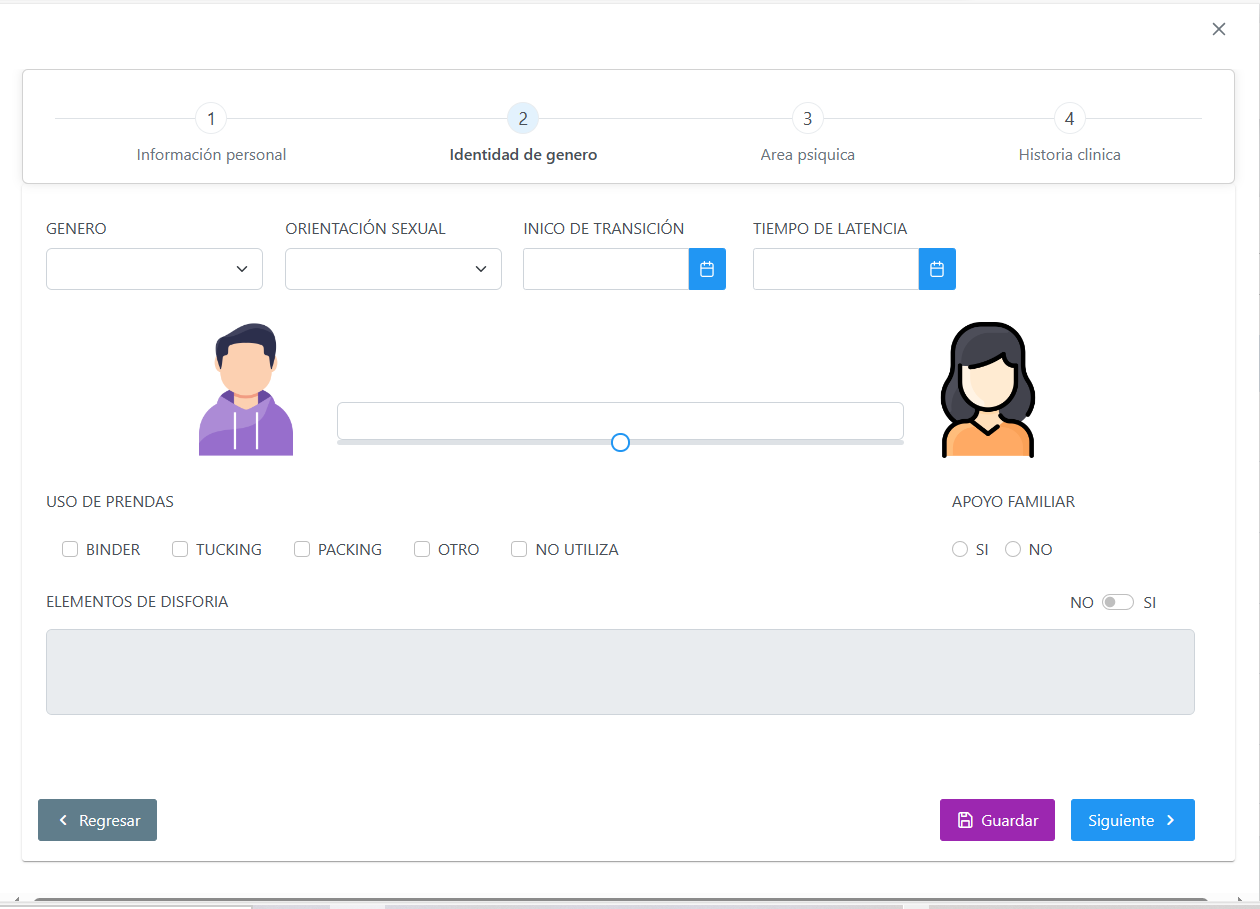 1 2 3 4
Información personal Identidad de genero Area psiquica Historia clinica
GENERO ORIENTACIÓN SEXUAL INICO DE TRANSICIÓN TIEMPO DE LATENCIA
USO DE PRENDAS APOYO FAMILIAR
BINDER TUCKING PACKING OTRO NO UTILIZA SI NO
ELEMENTOS DE DISFORIA NO SI
Regresar Guardar Siguiente